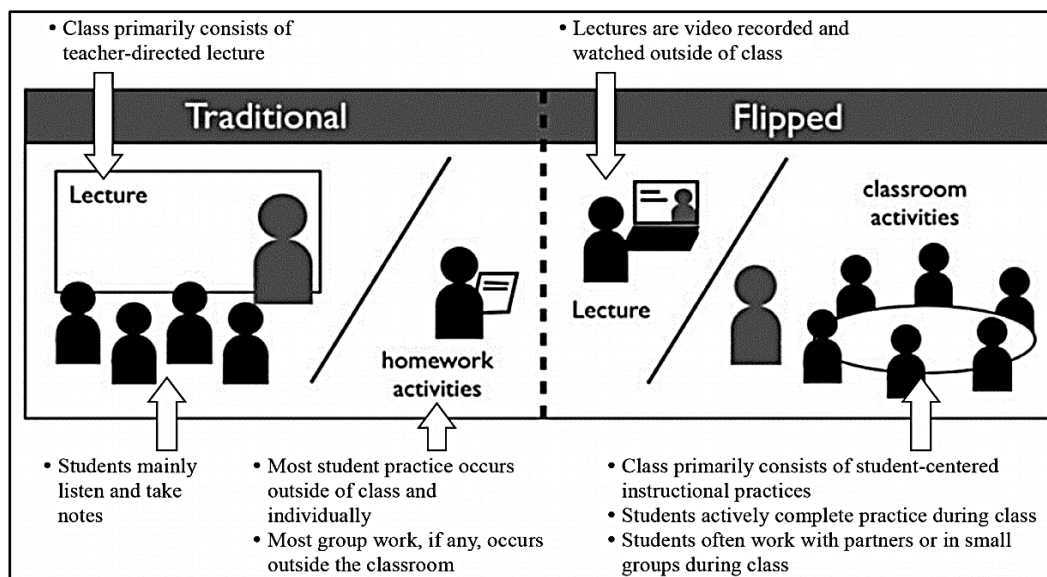 • Class primarily consists of
teacher-directed lecture
• Lectures are video recorded and
watched outside of class
Traditional
Flipped
Lecture
homework
activities
Lecture
classroom
activities
• Students mainly
listen and take
notes
• Most student practice occurs
outside of class and
individually
• Most group work, if any, occurs
outside the classroom
• Class primarily consists of student-centered
instructional practices
• Students actively complete practice during class
• Students often work with partners or in small
groups during class